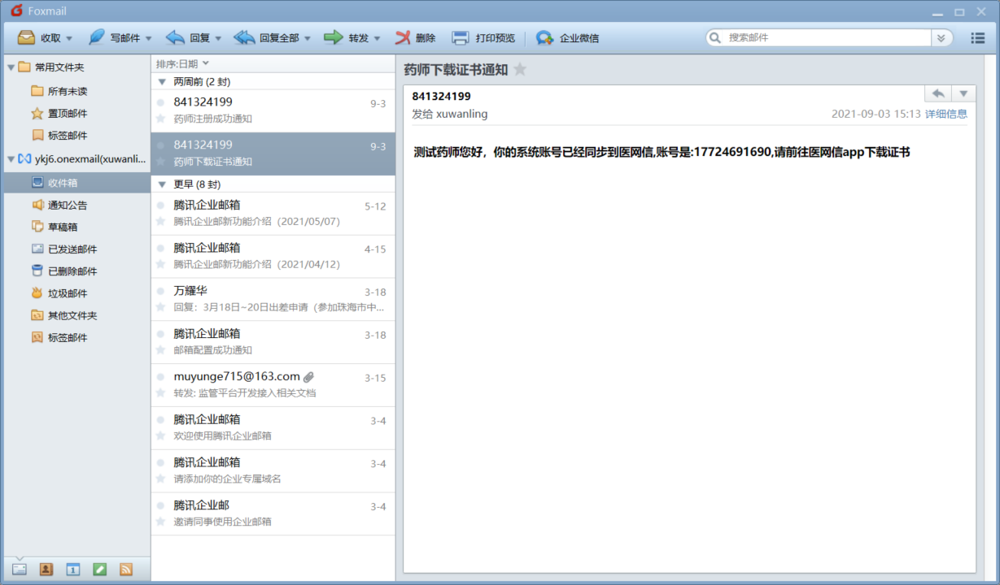 Foxmail
收取 写邮件 回复 回复全部 转发 删除 打印预览 企业微信 搜索邮件
常用文件夹
所有未读
置顶邮件
标签邮件
ykj6.onexmail(xuwanli...
收件箱
通知公告
草稿箱
已发送邮件
已删除邮件
垃圾邮件
其他文件夹
标签邮件
1
排序:日期
两周前 (2 封)
841324199 9-3
药师注册成功通知
841324199 9-3
药师下载证书通知
更早 (8 封)
腾讯企业邮箱 5-12
腾讯企业邮新功能介绍（2021/05/07）
腾讯企业邮箱 4-15
腾讯企业邮新功能介绍（2021/04/12）
万耀华 3-18
回复：3月18日~20日出差申请（参加珠海市中...
腾讯企业邮箱 3-18
邮箱配置成功通知
muyunge715@163.com 3-15
转发: 监管平台开发接入相关文档
腾讯企业邮箱 3-4
欢迎使用腾讯企业邮箱
腾讯企业邮箱 3-4
请添加你的企业专属域名
腾讯企业邮 3-4
邀请同事使用企业邮箱
药师下载证书通知
841324199
发给 xuwanling 2021-09-03 15:13 详细信息
测试药师您好，你的系统账号已经同步到医网信,账号是:17724691690,请前往医网信app下载证书